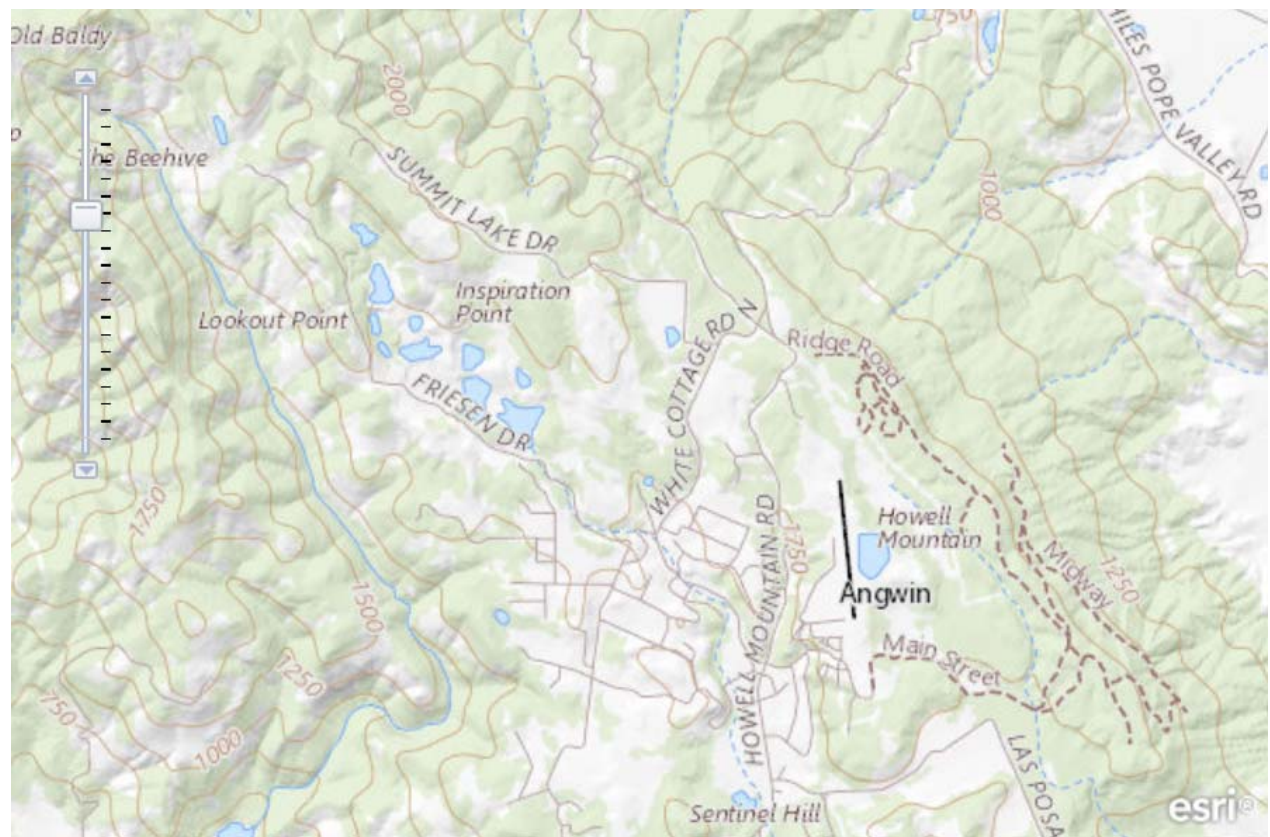 Old Baldy
2000
750
MILES POPE VALLEY RD
The Beehive
SUMMIT LAKE DR
1000
Inspiration
Point
Lookout Point
WHITE COTTAGE RD N
Ridge Road
FRIESEN DR
HOWELL MOUNTAIN RD
1750
1750
Howell
Mountain
Midway
1250
Angwin
1500
Main Street
1250
750
1000
LAS POSA
Sentinel Hill
esri®